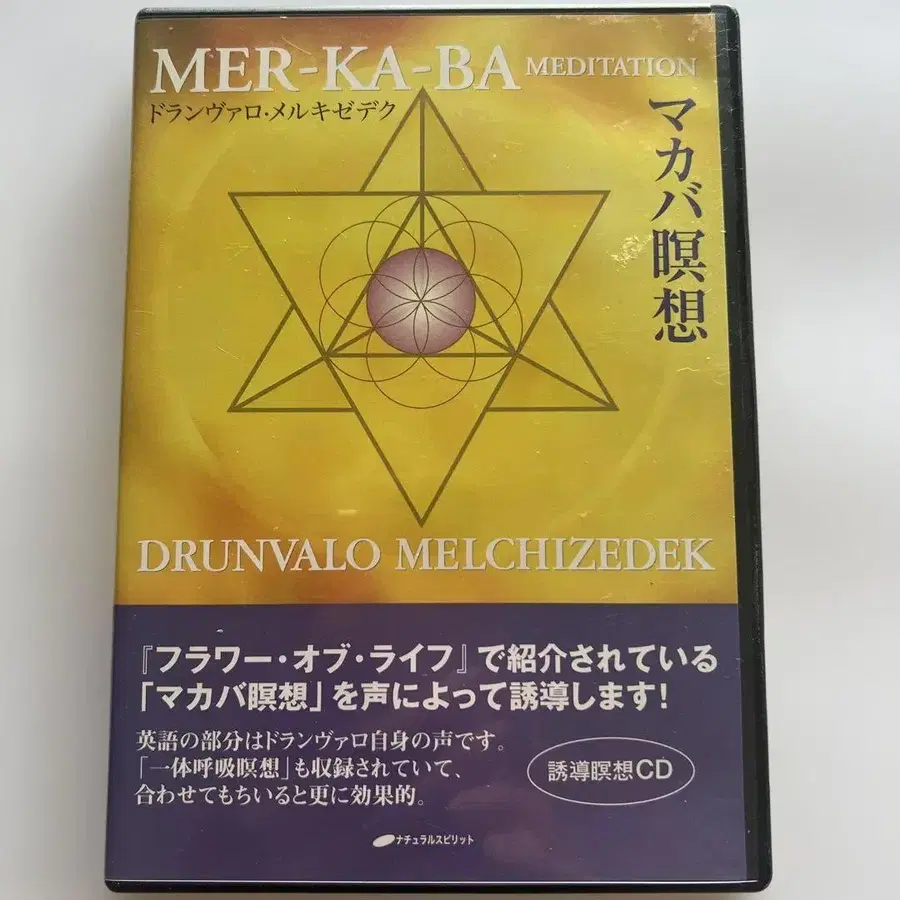 MER-KA-BA MEDITATION
ドランヴァロ・メルキゼデク
マカバ瞑想
DRUNVALO MELCHIZEDEK
『フラワー・オブ・ライフ』で紹介されている
「マカバ瞑想」を声によって誘導します!
英語の部分はドランヴァロ自身の声です。
「一体呼吸瞑想」も収録されていて、
合わせてもちいると更に効果的。
誘導瞑想CD
ナチュラルスピリット